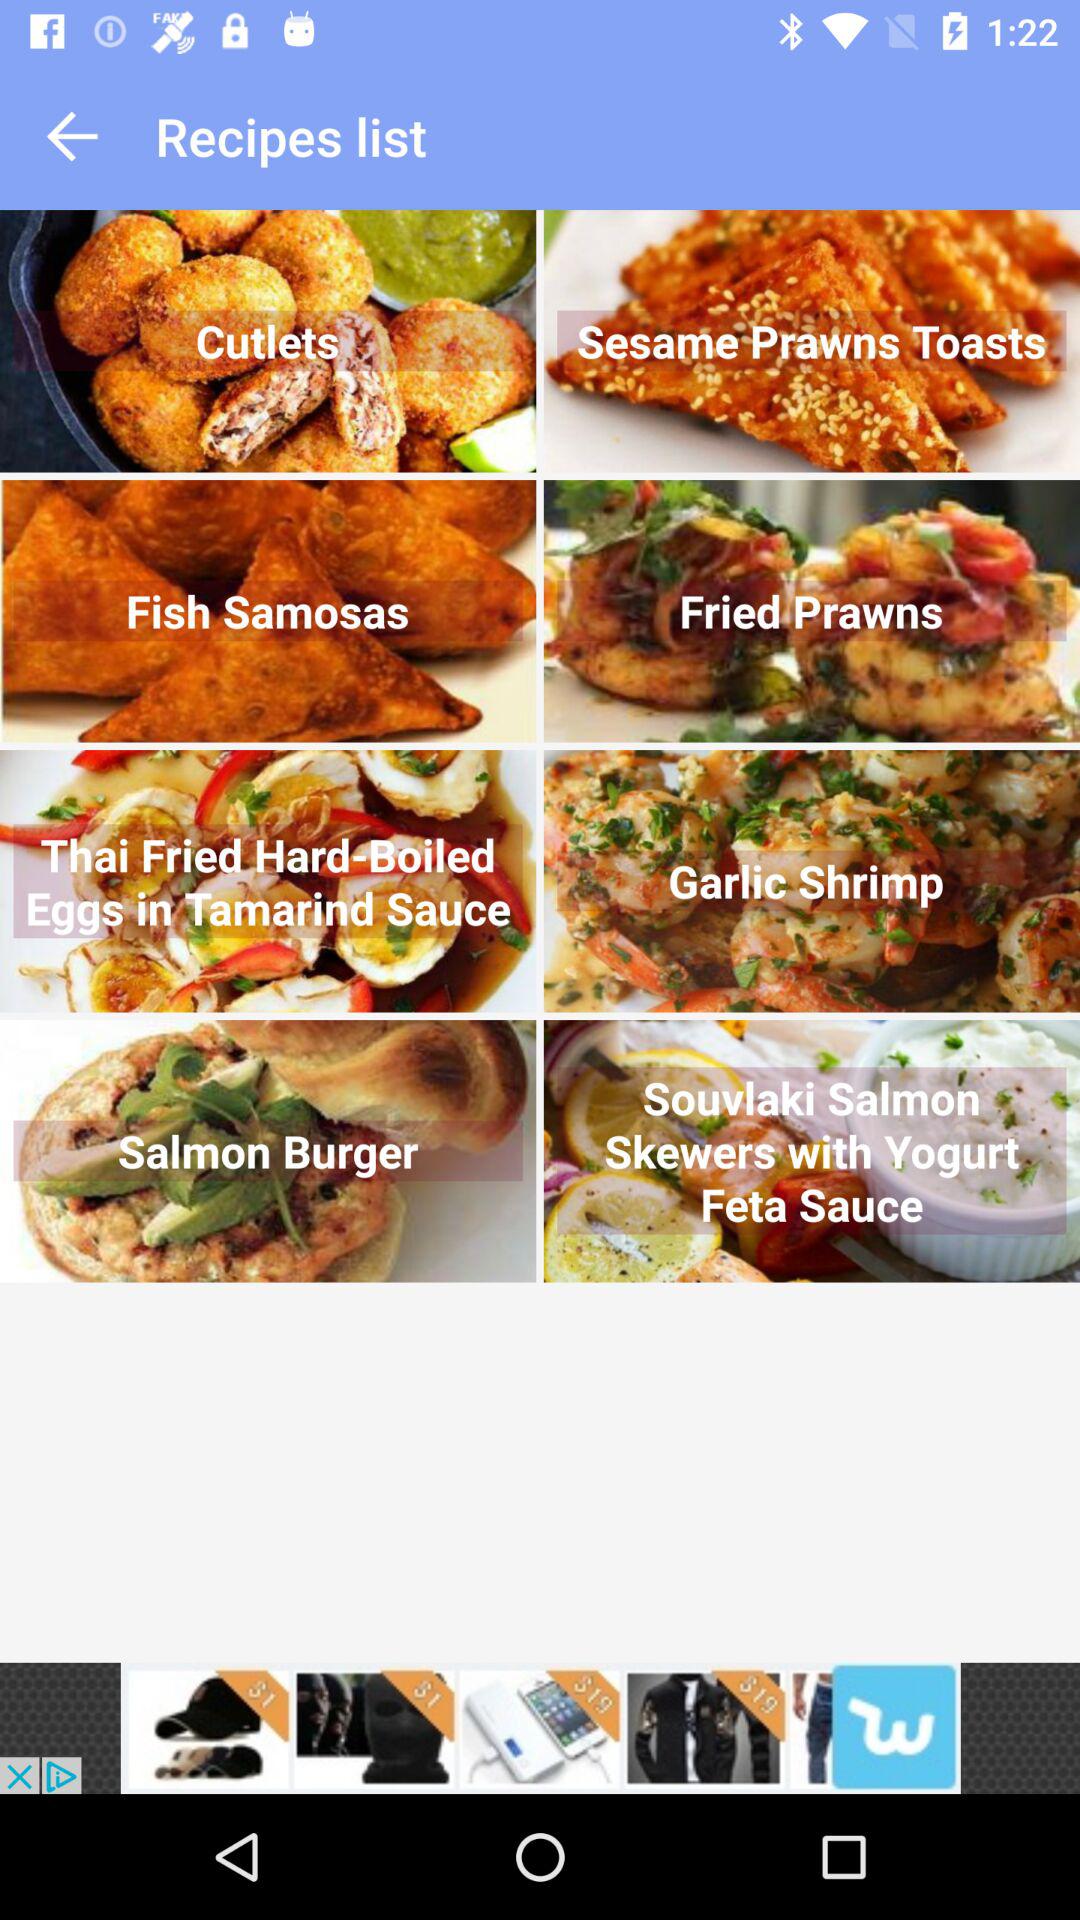 FAKE
1:22
Recipes list
Cutlets
Sesame Prawns Toasts
Fish Samosas
Fried Prawns
Thai Fried Hard-Boiled
Eggs in Tamarind Sauce
Garlic Shrimp
Salmon Burger
Souvlaki Salmon
Skewers with Yogurt
Feta Sauce
$1
$1
$19
$19